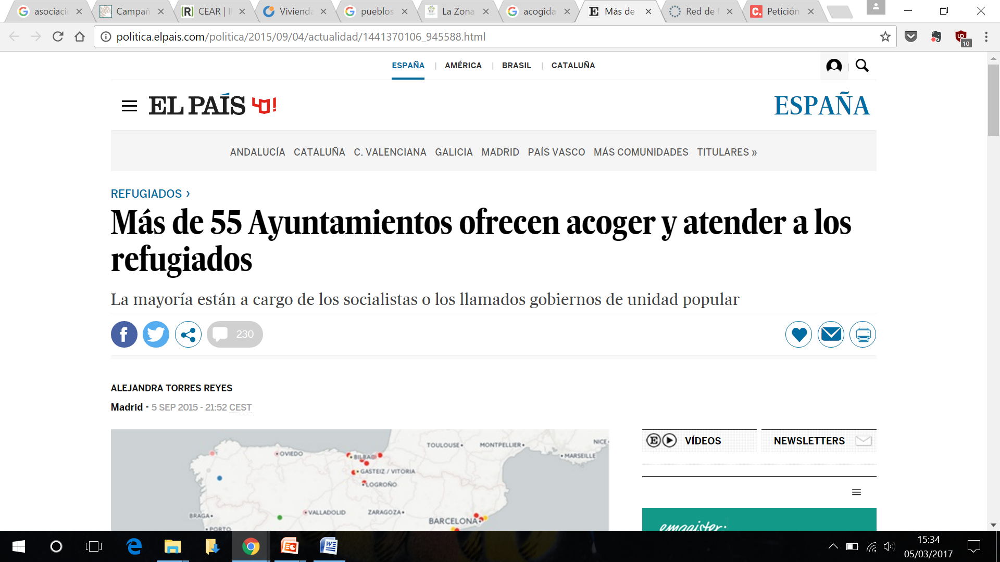 asociaci
Campañ
CEAR | I
Vivienda
pueblos
La Zona
acogida
Más de
Red de
Petición
politica.elpais.com/politica/2015/09/04/actualidad/1441370106_945588.html
10
ESPAÑA | AMÉRICA | BRASIL | CATALUÑA
EL PAÍS 40!
ESPAÑA
ANDALUCÍA CATALUÑA C. VALENCIANA GALICIA MADRID PAÍS VASCO MÁS COMUNIDADES TITULARES »
REFUGIADOS ›
Más de 55 Ayuntamientos ofrecen acoger y atender a los
refugiados
La mayoría están a cargo de los socialistas o los llamados gobiernos de unidad popular
230
ALEJANDRA TORRES REYES
Madrid - 5 SEP 2015 - 21:52 CEST
TOULOUSE
MONTPELLIER
NICE
MARSEILLE
OVIEDO
BILBAO
GASTEIZ / VITORIA
LOGROÑO
VALLADOLID
ZARAGOZA
BRAGA
BARCELONA
PORTO
VÍDEOS
NEWSLETTERS
emagister
15:34
05/03/2017